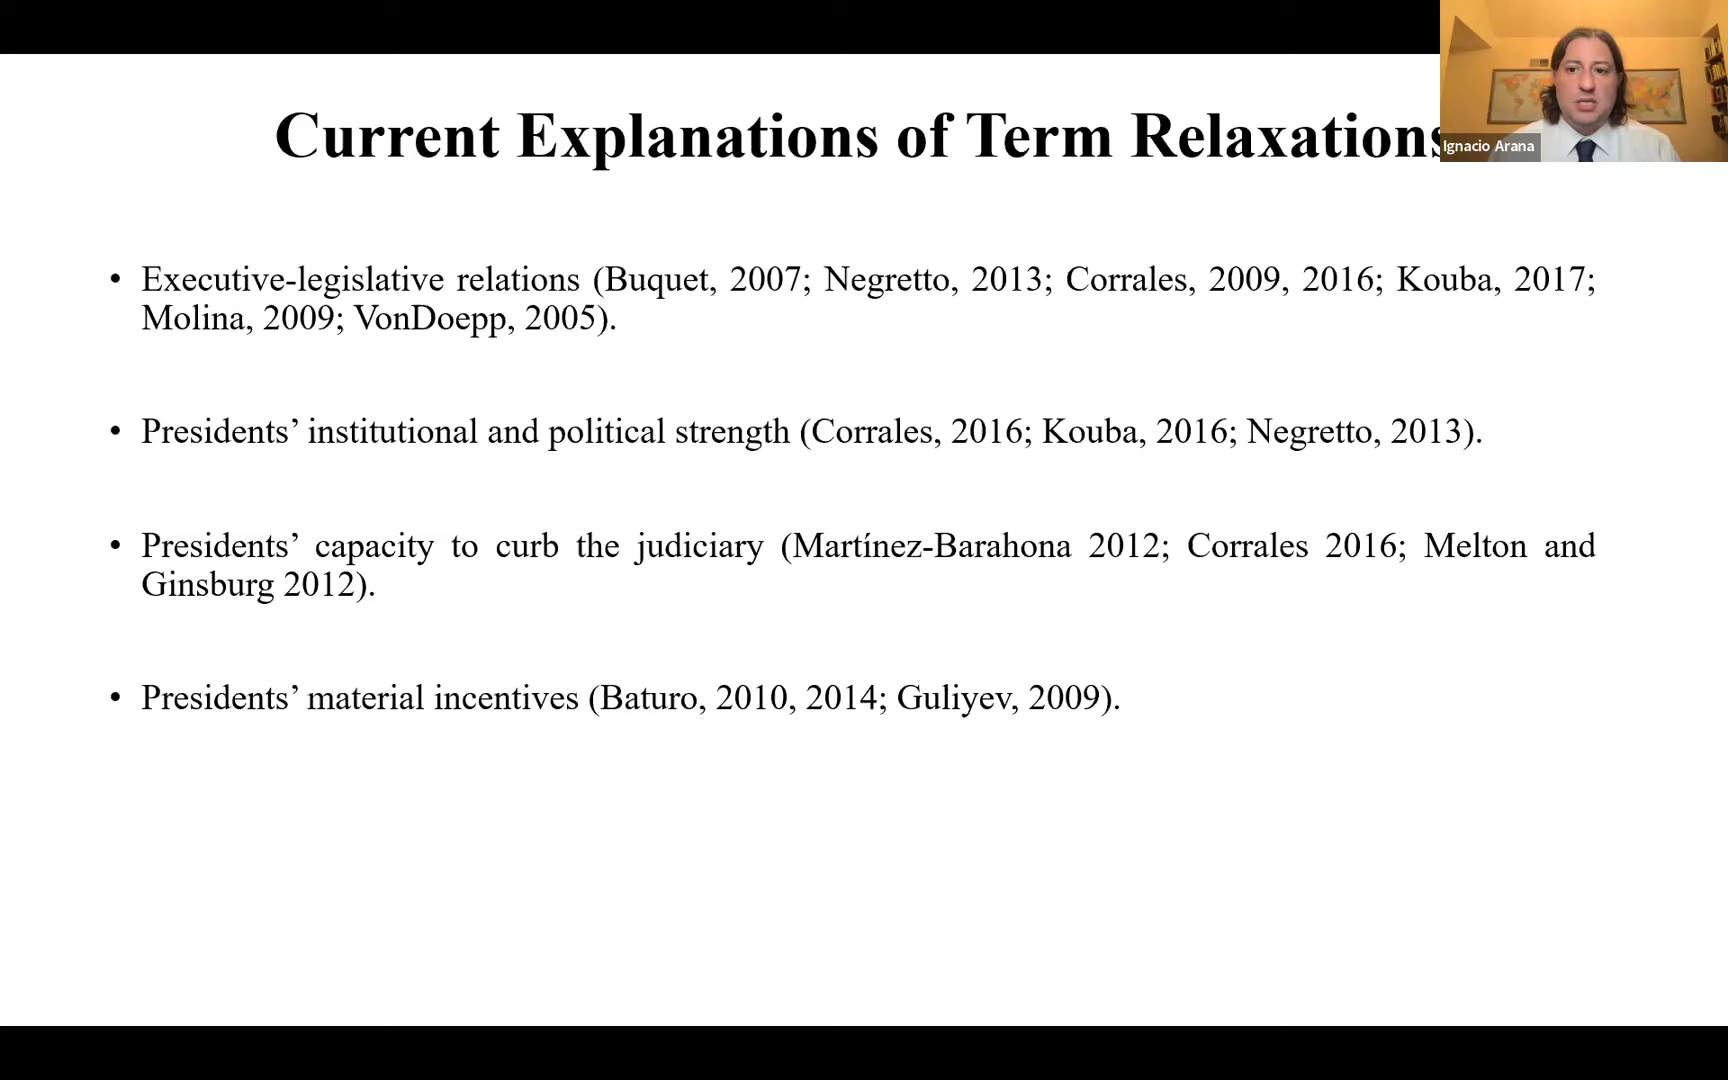 Current Explanations of Term Relaxations
Ignacio Arana
• Executive-legislative relations (Buquet, 2007; Negretto, 2013; Corrales, 2009, 2016; Kouba, 2017;
Molina, 2009; VonDoepp, 2005).
• Presidents’ institutional and political strength (Corrales, 2016; Kouba, 2016; Negretto, 2013).
• Presidents’ capacity to curb the judiciary (Martínez-Barahona 2012; Corrales 2016; Melton and
Ginsburg 2012).
• Presidents’ material incentives (Baturo, 2010, 2014; Guliyev, 2009).